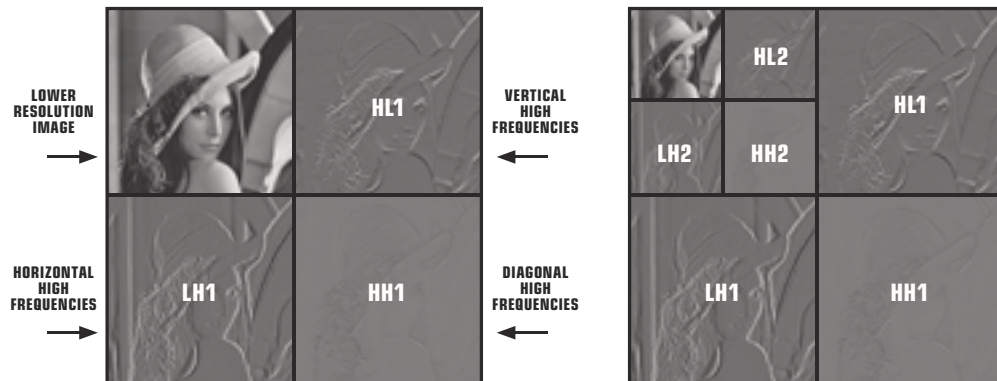 LOWER
RESOLUTION
IMAGE
HL1
VERTICAL
HIGH
FREQUENCIES
HORIZONTAL
HIGH
FREQUENCIES
LH1
HH1
DIAGONAL
HIGH
FREQUENCIES
HL2
HL1
LH2
HH2
LH1
HH1